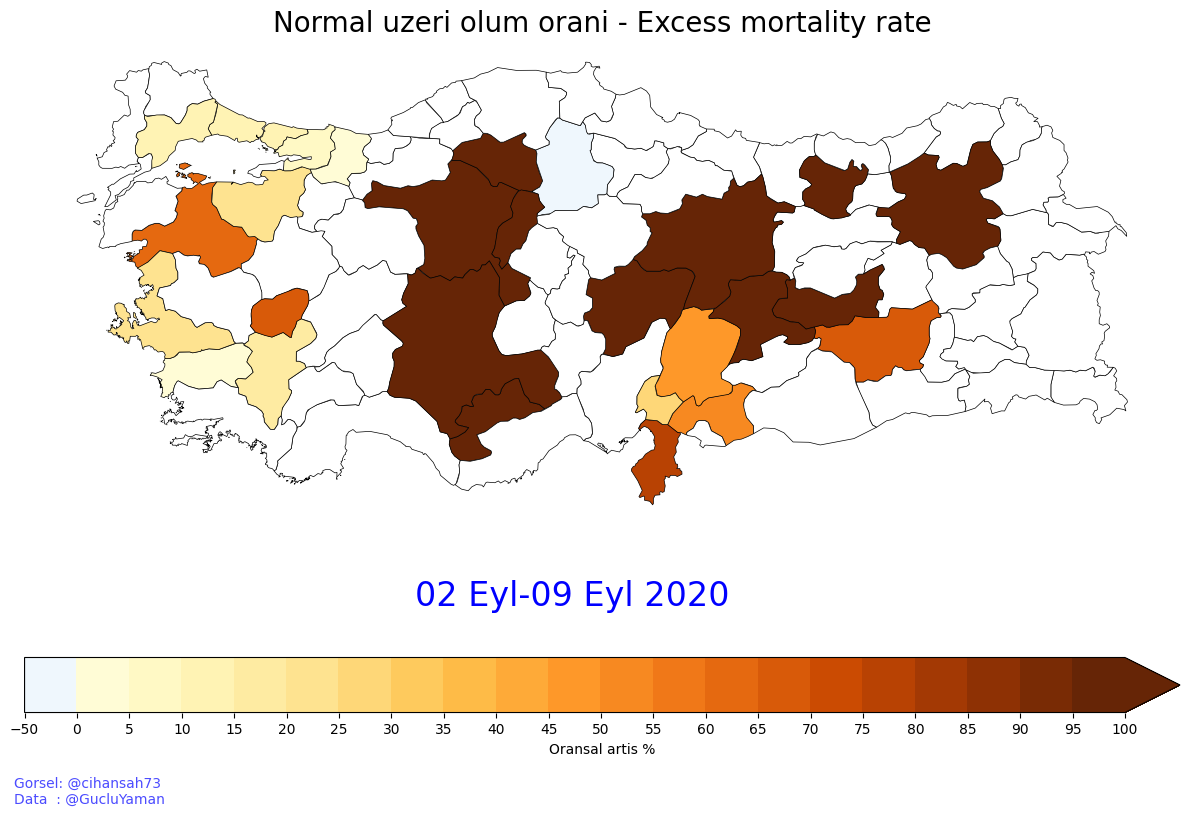 Normal uzeri olum orani - Excess mortality rate
02 Eyl-09 Eyl 2020
−50 0 5 10 15 20 25 30 35 40 45 50 55 60 65 70 75 80 85 90 95 100
Oransal artis %
Gorsel: @cihansah73
Data  : @GucluYaman